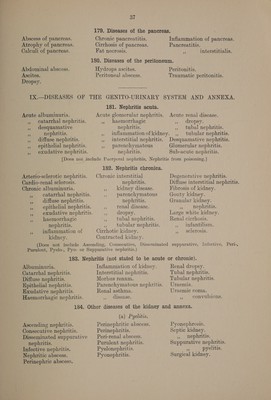 57
179. Diseases of the pancreas.
Abscess of pancreas. Chronic pancreatitis. Inflammation of pancreas.
Atrophy of pancreas. Cirrhosis of pancreas. Pancreatitis.
Calculi of pancreas. Fat necrosis. „ interstitialis.
180. Diseases of the peritoneum.
Abdominal abscess. Hydrops ascites. Peritonitis.
Ascites. Peritoneal abscess. Traumatic peritonitis.
Dropsy.
IX.—DISEASES OF THE GENITO-URINARY SYSTEM AND ANNEXA.
181. Nephritis acuta.
Acute albuminuria. Acute glomerular nephritis. Acute renal disease.
„ catarrhal nephritis. „ haemorrhagic „ dropsy.
„ desquamative nephritis. „ tubal nephritis.
nephritis. „ inflammation of kidney. „ tubular nephritis.
„ diffuse nephritis. „ interstitial nephritis. Desquamative nephritis.
„ epithelial nephritis. „ parenchymatous Glomerular nephritis.
„ exudative nephritis. nephritis. Sub-acute nephritis.
(Does not include Puerperal nephritis, Nephritis from poisoning.)
182. Nephritis chronica.
Arterio-sclerotic nephritis. Chronic interstitial Degenerative nephritis.
Cardio-renal sclerosis. nephritis. Diffuse interstitial nephritis.
Chronic albuminuria. „ kidney disease. Fibrosis of kidney.
„ catarrhal nephritis. „ parenchymatous Gouty kidney.
„ diffuse nephritis. nephritis. Granular kidney.
„ epithelial nephritis. „ renal disease. „ nephritis.
„ exudative nephritis. „ dropsy. Large white kidney.
„ haemorrhagic „ tubal nephritis. Renal cirrhosis.
nephritis. „ tubular nephritis. „ infantilism.
„ inflammation of Cirrhotic kidney. „ sclerosis.
kidney. Contracted kidney.
(Does not include Ascending, Consecutive, Disseminated suppurative, Infective, Peri-,
Purulent, Pyelo-, Pyo- or Suppurative nephritis.)
183. Nephritis (not stated to be acute or chronic).
Albuminuria. Inflammation of kidney. Renal dropsy.
Catarrhal nephritis. Interstitial nephritis. Tubal nephritis.
Diffuse nephritis. Morbus renum. Tubular nephritis.
Epithelial nephritis. Parenchymatous nephritis. Uraemia.
Exudative nephritis. Renal asthma. Uraemic coma.
Haemorrhagic nephritis. „ disease. „ convulsions.
184. Other diseases of the kidney and annexa.
(a) Pyelitis.
Ascending nephritis. Perinephritic abscess. Pyonephrosis.
Consecutive nephritis. Perinephritis. Septic kidney.
Disseminated suppurative Peri-renal abscess. „ nephritis.
nephritis. Purulent nephritis. Suppurative nephritis.
Infective nephritis. Pyelonephritis. „ pyelitis.
Nephritic abscess. Pyonephritis. Surgical kidney.
Perinephric abscess.